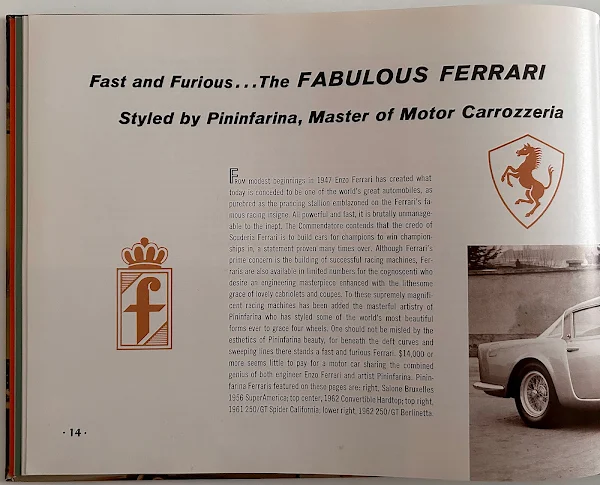 Fast and Furious...The FABULOUS FERRARI
Styled by Pininfarina, Master of Motor Carrozzeria
FROM modest beginnings in 1947 Enzo Ferrari has created what
today is conceded to be one of the world's great automobiles, as
purebred as the prancing stallion emblazoned on the Ferrari's fa-
mous racing insigne. All powerful and fast, it is brutally unmanage-
able to the inept. The Commendatore contends that the credo of
Scuderia Ferrari is to build cars for champions to win champion-
ships in, a statement proven many times over. Although Ferrari's
prime concern is the building of successful racing machines, Fer-
raris are also available in limited numbers for the cognoscenti who
desire an engineering masterpiece enhanced with the lithesome
grace of lovely cabriolets and coupes. To these supremely magnifi-
cent racing machines has been added the masterful artistry of
Pininfarina who has styled some of the world's most beautiful
forms ever to grace four wheels. One should not be misled by the
esthetics of Pininfarina beauty, for beneath the deft curves and
sweeping lines there stands a fast and furious Ferrari. $14,000 or
more seems little to pay for a motor car sharing the combined
genius of both engineer Enzo Ferrari and artist Pininfarina. Pinin-
farina Ferraris featured on these pages are: right, Salone Bruxelles
1956 SuperAmerica; top center, 1962 Convertible Hardtop; top right,
1961 250/GT Spider California; lower right, 1962 250/GT Berlinetta.
f
· 14 ·